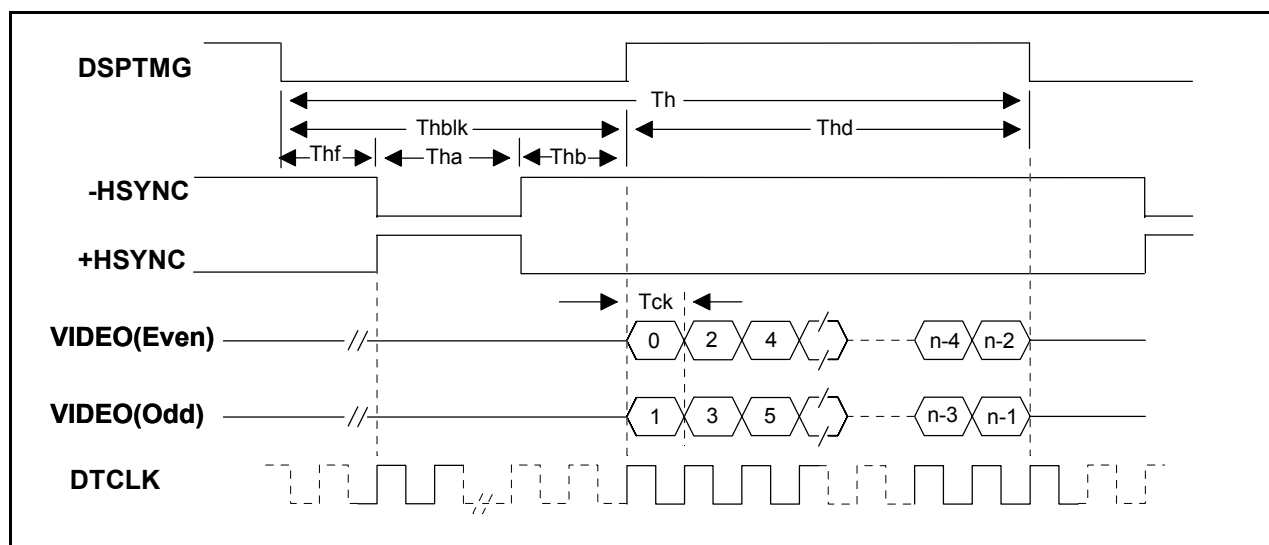 DSPTMG
Th
Thblk Thd
Thf Tha Thb
-HSYNC
+HSYNC
Tck
VIDEO(Even) 0 2 4 n-4 n-2
VIDEO(Odd) 1 3 5 n-3 n-1
DTCLK